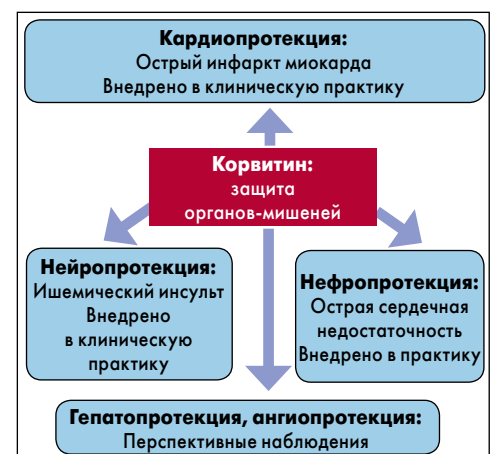 Кардиопротекция:
Острый инфаркт миокарда
Внедрено в клиническую практику
Корвитин:
защита
органов-мишеней
Нейропротекция:
Ишемический инсульт
Внедрено
в клиническую
практику
Нефропротекция:
Острая сердечная
недостаточность
Внедрено в практику
Гепатопротекция, ангиопротекция:
Перспективные наблюдения